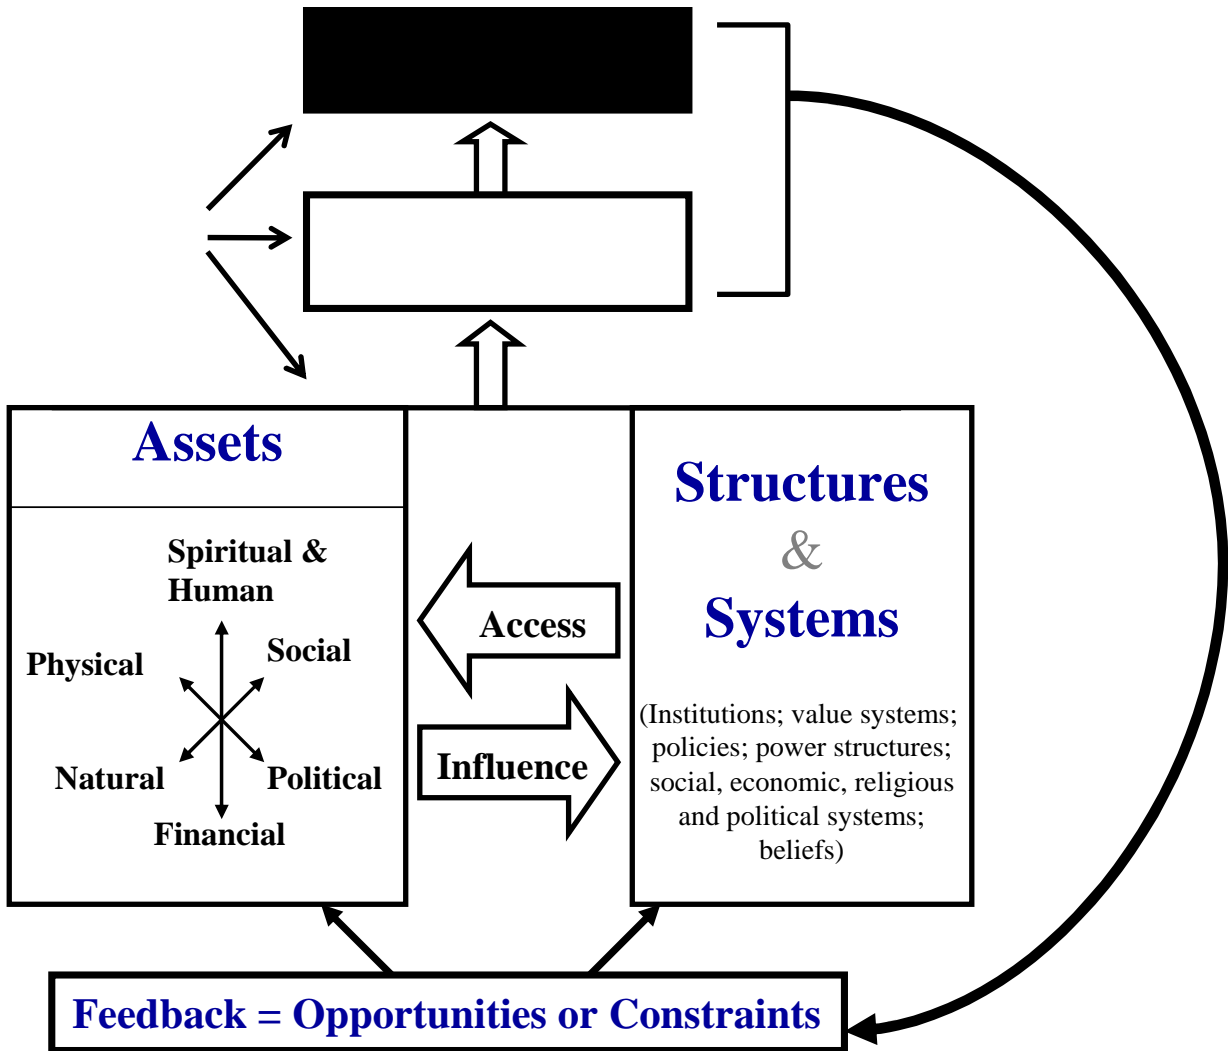 Assets
Spiritual &
Human
Physical
Social
Natural
Political
Financial
Access
Influence
Structures
&
Systems
(Institutions; value systems;
policies; power structures;
social, economic, religious
and political systems;
beliefs)
Feedback = Opportunities or Constraints